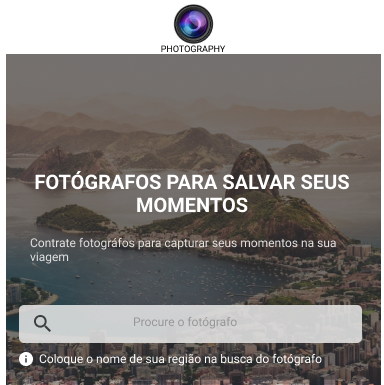 PHOTOGRAPHY
FOTÓGRAFOS PARA SALVAR SEUS
MOMENTOS
Contrate fotográfos para capturar seus momentos na sua
viagem
Procure o fotógrafo
Coloque o nome de sua região na busca do fotógrafo